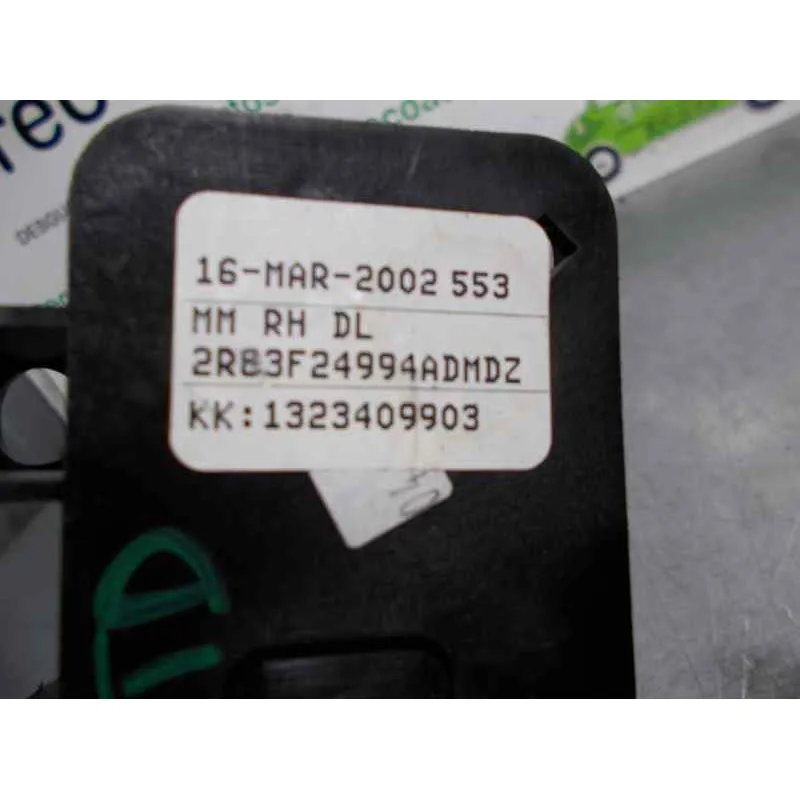 16-MAR-2002 553
MM RH DL
2R83F24994ADMDZ
KK:1323409903